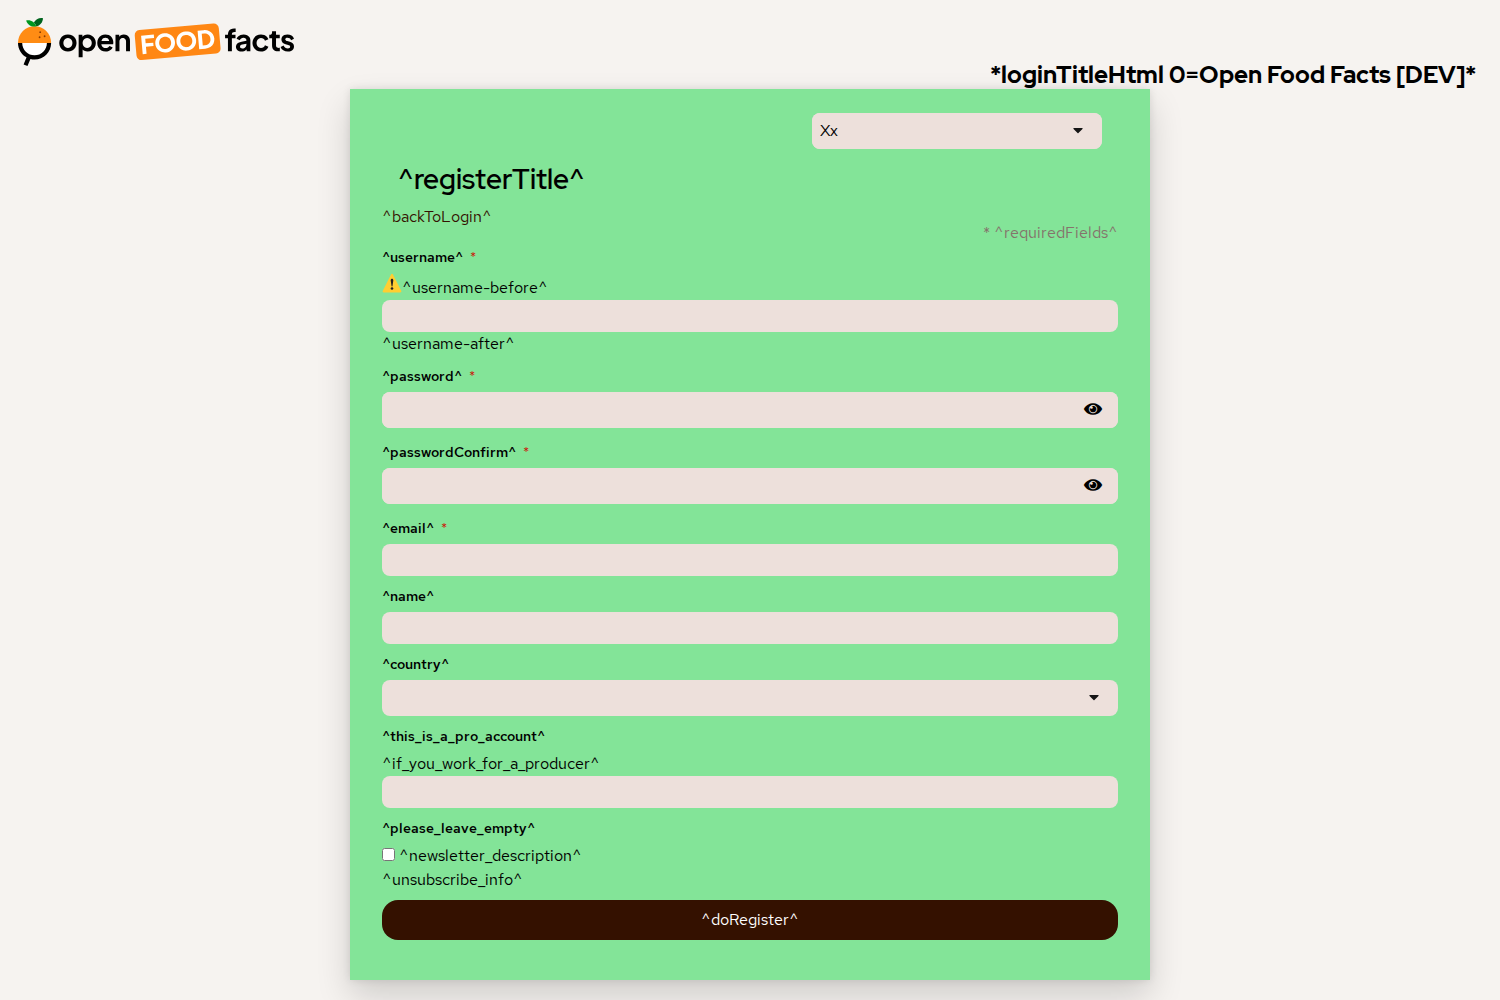 open FOOD facts
*loginTitleHtml 0=Open Food Facts [DEV]*
Xx
^registerTitle^
^backToLogin^
* ^requiredFields^
^username^ *
⚠️^username-before^
^username-after^
^password^ *
^passwordConfirm^ *
^email^ *
^name^
^country^
^this_is_a_pro_account^
^if_you_work_for_a_producer^
^please_leave_empty^
^newsletter_description^
^unsubscribe_info^
^doRegister^